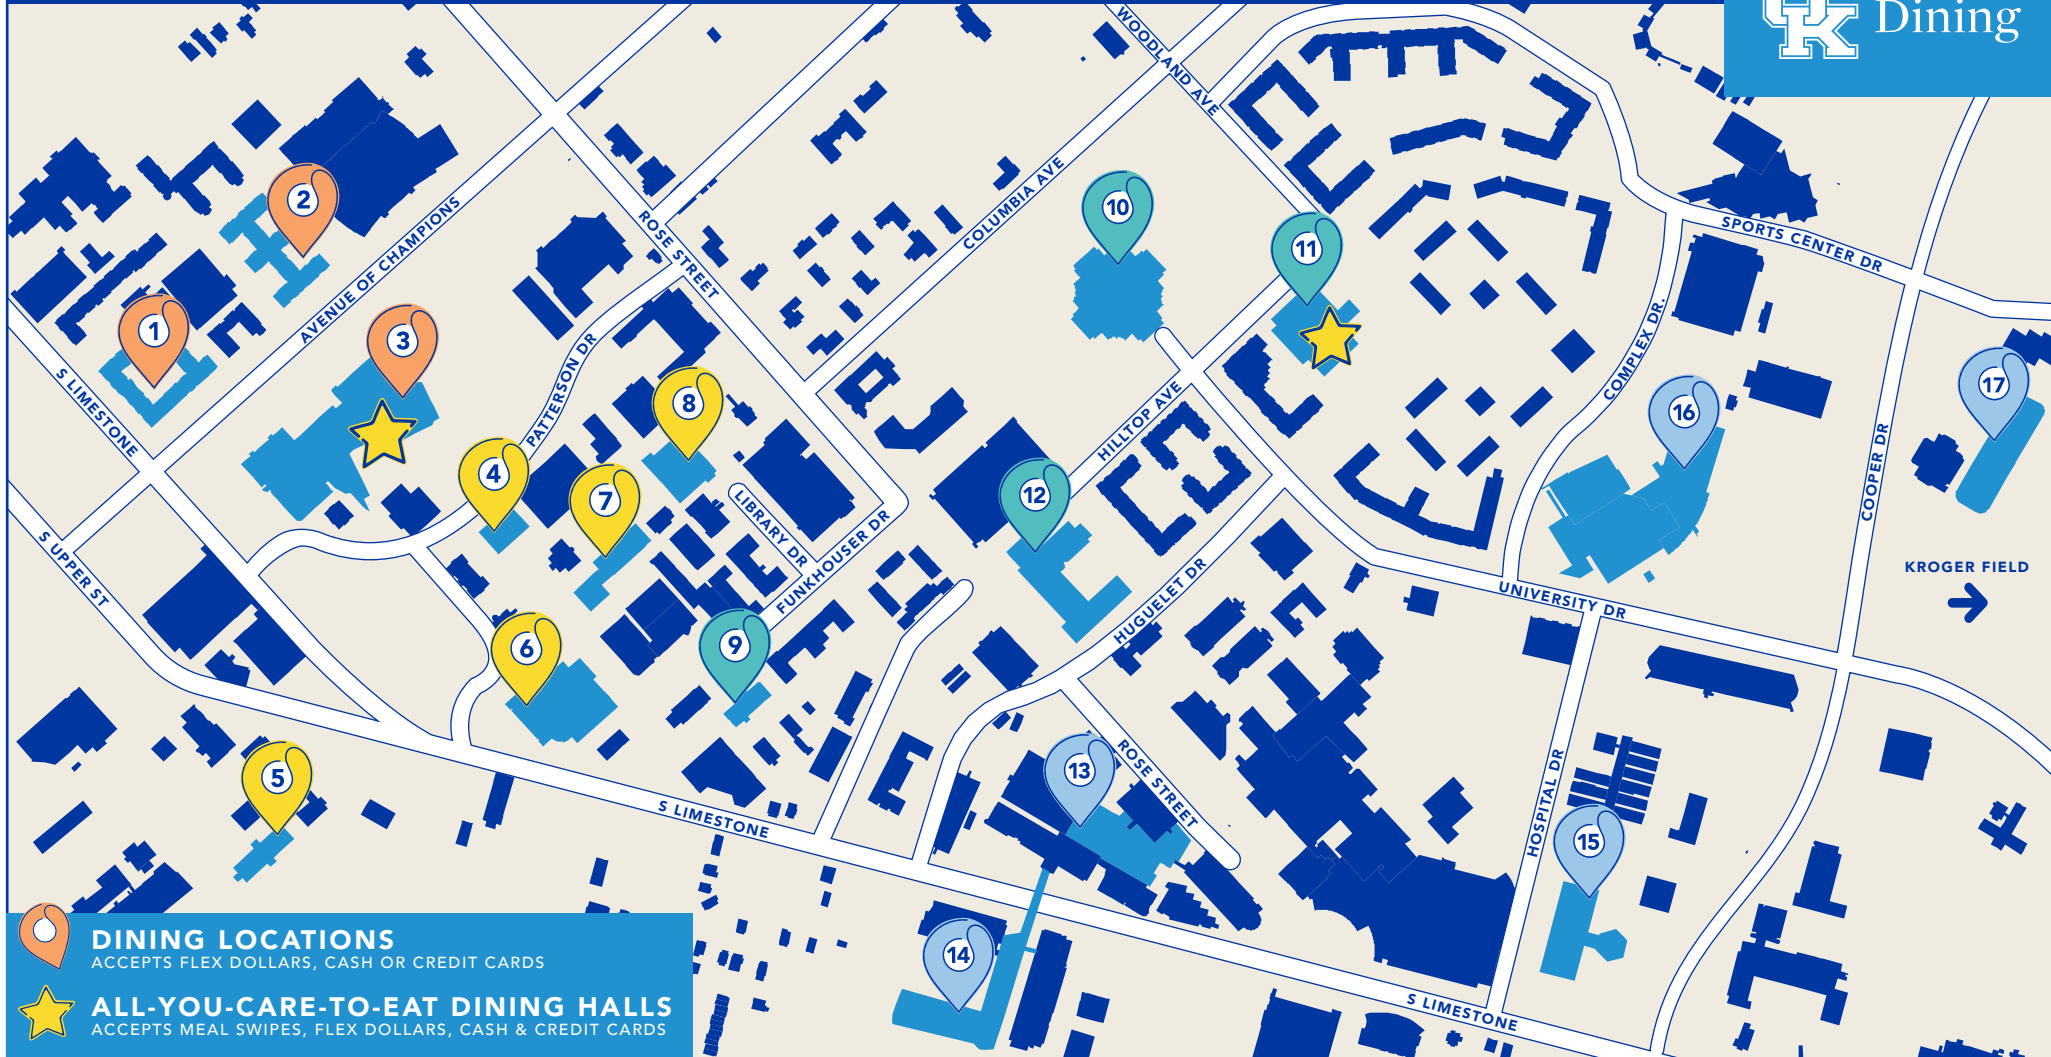 UK
Dining
WOODLAND AVE
2
10
COLUMBIA AVE
AVENUE OF CHAMPIONS
ROSE STREET
11
SPORTS CENTER DR
1
3
PATTERSON DR
COMPLEX DR.
S LIMESTONE
8
HILLTOP AVE
16
17
4
7
12
COOPER DR
LIBRARY DR
S UPPER ST
FUNKHOUSER DR
HUGUELET DR
UNIVERSITY DR
KROGER FIELD
6
9
5
S LIMESTONE
13
ROSE STREET
HOSPITAL DR
15
14
S LIMESTONE
DINING LOCATIONS
ACCEPTS FLEX DOLLARS, CASH OR CREDIT CARDS
ALL-YOU-CARE-TO-EAT DINING HALLS
ACCEPTS MEAL SWIPES, FLEX DOLLARS, CASH & CREDIT CARDS